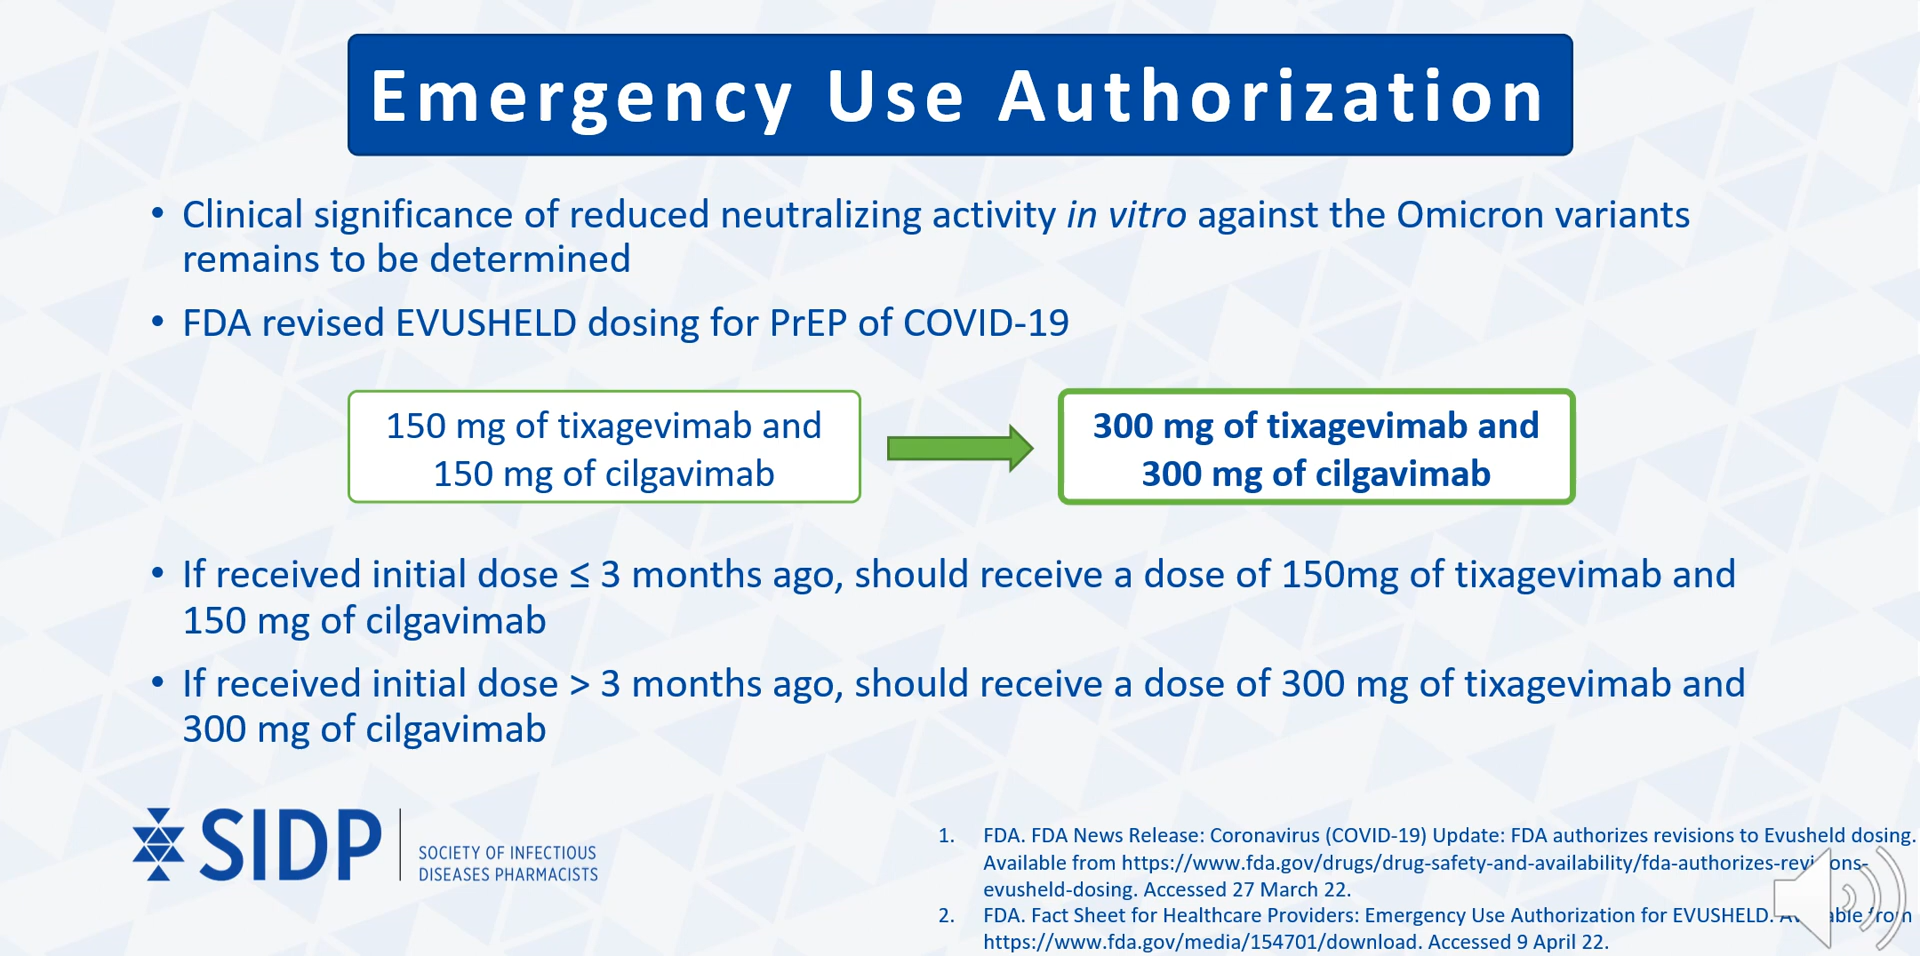 Emergency Use Authorization
• Clinical significance of reduced neutralizing activity in vitro against the Omicron variants
remains to be determined
• FDA revised EVUSHELD dosing for PrEP of COVID-19
150 mg of tixagevimab and
150 mg of cilgavimab
300 mg of tixagevimab and
300 mg of cilgavimab
• If received initial dose ≤ 3 months ago, should receive a dose of 150mg of tixagevimab and
150 mg of cilgavimab
• If received initial dose > 3 months ago, should receive a dose of 300 mg of tixagevimab and
300 mg of cilgavimab
SIDP
SOCIETY OF INFECTIOUS
DISEASES PHARMACISTS
1. FDA. FDA News Release: Coronavirus (COVID-19) Update: FDA authorizes revisions to Evusheld dosing.
Available from https://www.fda.gov/drugs/drug-safety-and-availability/fda-authorizes-revisions-
evusheld-dosing. Accessed 27 March 22.
2. FDA. Fact Sheet for Healthcare Providers: Emergency Use Authorization for EVUSHELD. Available from
https://www.fda.gov/media/154701/download. Accessed 9 April 22.